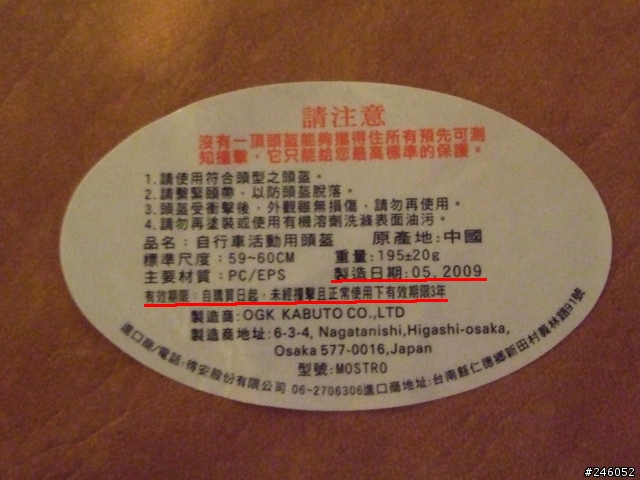 請注意
沒有一頂頭盔能夠擋得住所有預先可測
知撞擊，它只能給您最高標準的保護。
1.請使用符合頭型之頭盔。
2.請繫緊頭帶，以防頭盔脫落。
3.頭盔受衝擊後，外觀雖無損傷，請勿再使用。
4.請勿再塗裝或使用有機溶劑洗滌表面油污。
品名：自行車活動用頭盔 原產地:中國
標準尺度：59~60CM 重量:195±20g
主要材質：PC/EPS 製造日期:05. 2009
有效期限：自購買日起，未經撞擊且正常使用下有效期限3年
製造商:OGK KABUTO CO.,LTD
製造商地址:6-3-4, Nagatanishi,Higashi-osaka,
Osaka 577-0016,Japan
型號:MOSTRO
進口商/電話:得安股份有限公司 06-2706306進口商地址:台南縣仁德鄉新田村義林路91號
#246052